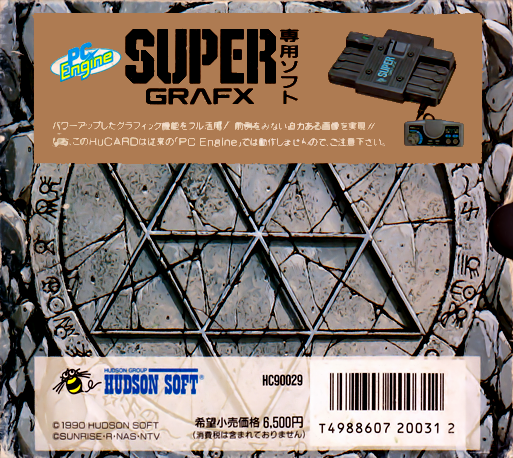 PC Engine
SUPER GRAFX 専用ソフト
SUPER
パワーアップしたグラフィック機能をフル活用! 前例をみない迫力ある画像を実現!!
なお、このHuCARDは従来の「PC Engine」では動作しませんので、ご注意下さい。
HUDSON GROUP
HUDSON SOFT®
HC90029
©1990 HUDSON SOFT
©SUNRISE・R・NAS・NTV
希望小売価格 6,500円
(消費税は含まれておりません)
T4988607 20031 2